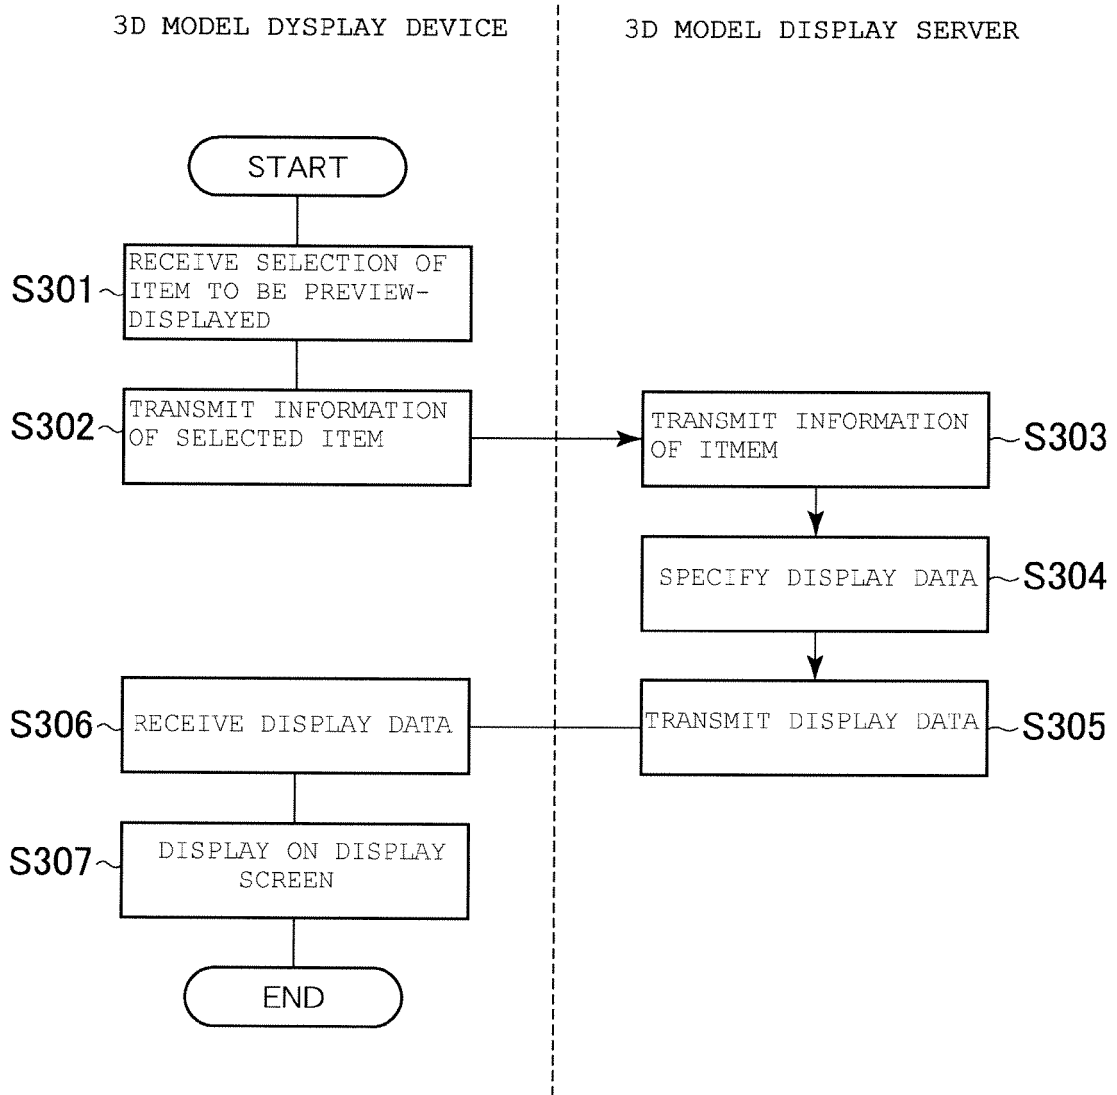 3D MODEL DYSPLAY DEVICE
3D MODEL DISPLAY SERVER
START
S301
RECEIVE SELECTION OF
ITEM TO BE PREVIEW-
DISPLAYED
S302
TRANSMIT INFORMATION
OF SELECTED ITEM
TRANSMIT INFORMATION
OF ITMEM
S303
SPECIFY DISPLAY DATA
S304
S306
RECEIVE DISPLAY DATA
TRANSMIT DISPLAY DATA
S305
S307
DISPLAY ON DISPLAY
SCREEN
END